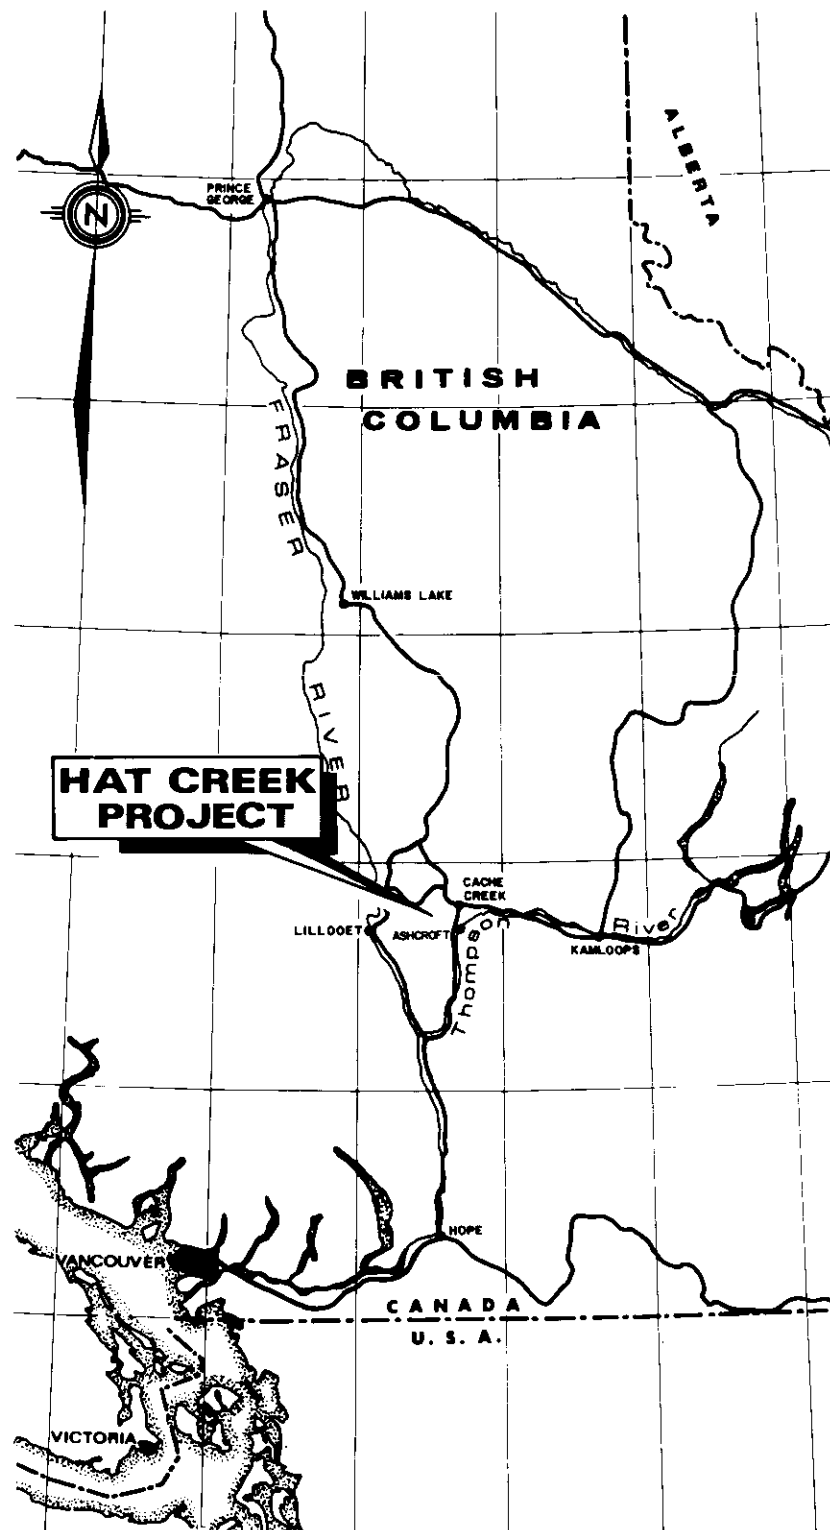 ALBERTA
N
PRINCE
GEORGE
BRITISH
COLUMBIA
FRASER
RIVER
WILLIAMS LAKE
HAT CREEK
PROJECT
CACHE
CREEK
LILLOOET
ASHCROFT
Thompson
River
KAMLOOPS
HOPE
VANCOUVER
CANADA
U. S. A.
VICTORIA